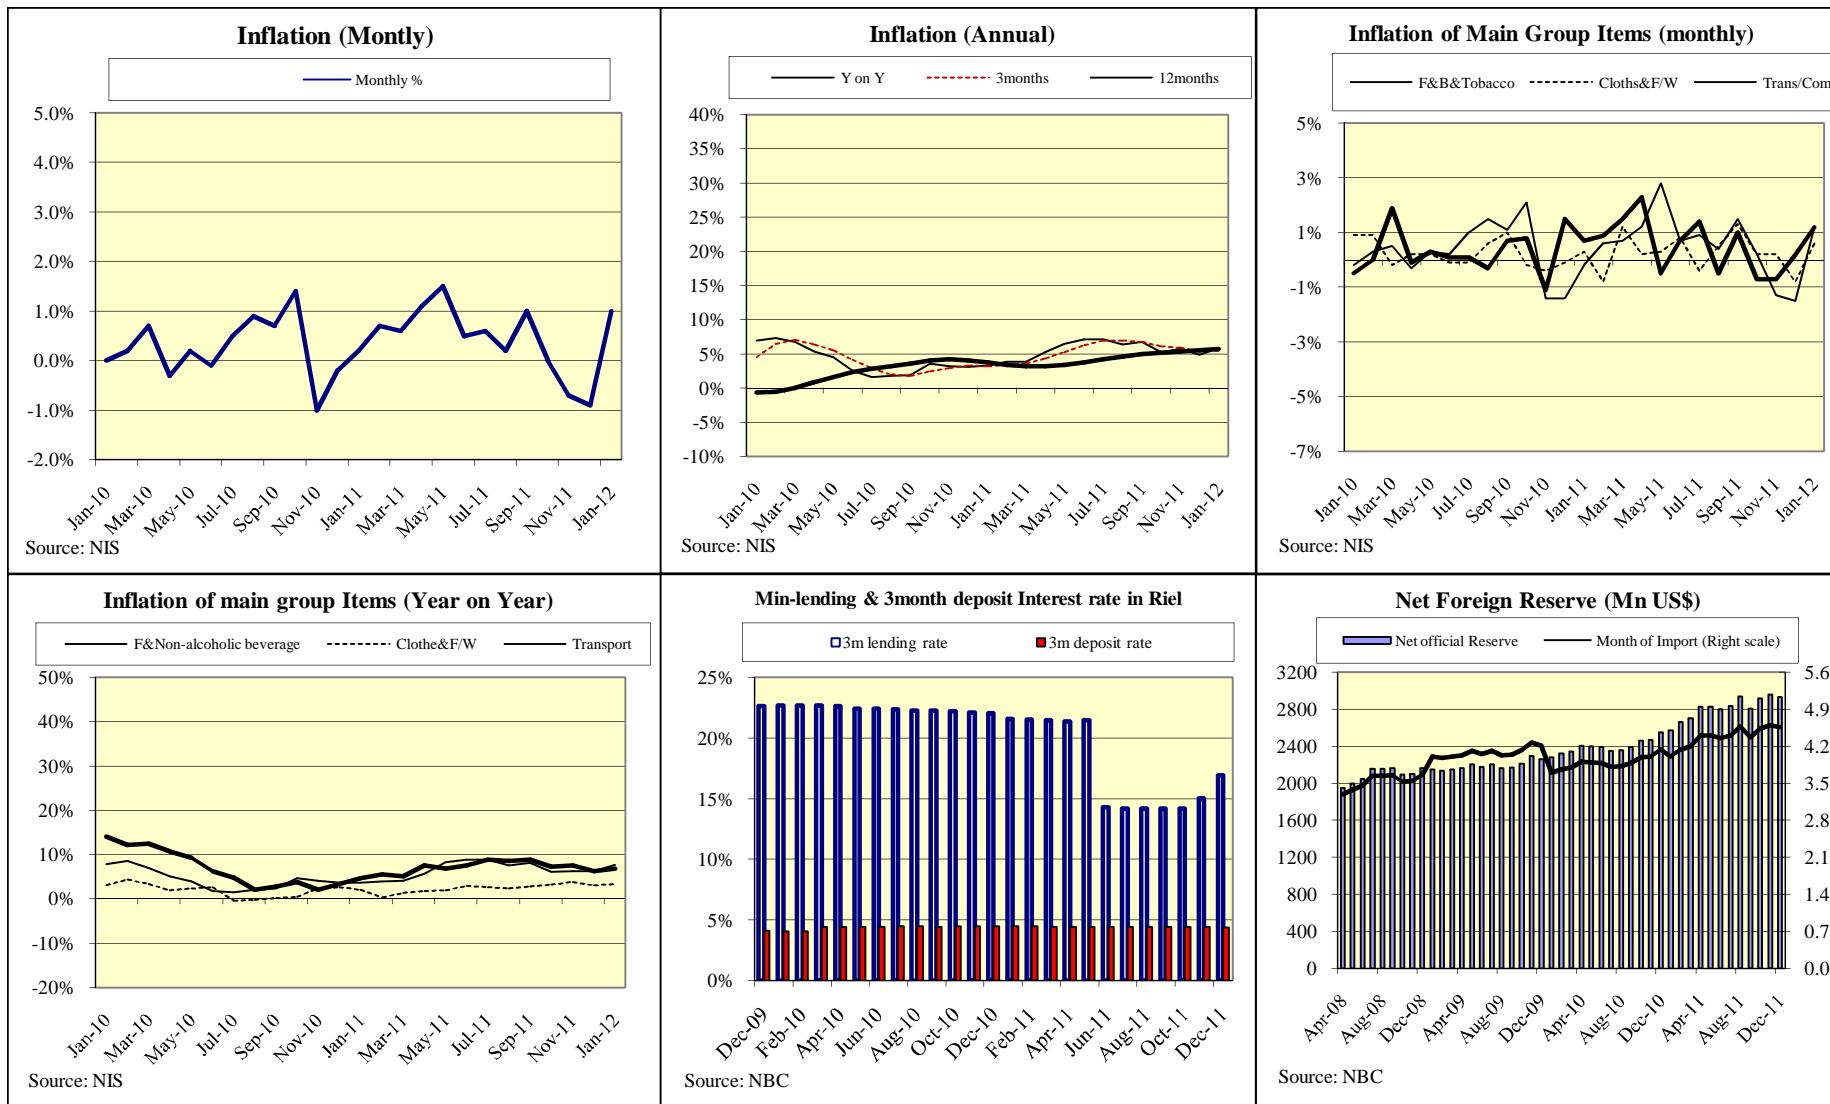 Inflation (Montly)
Monthly %
5.0%
4.0%
3.0%
2.0%
1.0%
0.0%
-1.0%
-2.0%
Jan-10 Mar-10 May-10 Jul-10 Sep-10 Nov-10 Jan-11 Mar-11 May-11 Jul-11 Sep-11 Nov-11 Jan-12
Source: NIS
Inflation (Annual)
Y on Y 3months 12months
40%
35%
30%
25%
20%
15%
10%
5%
0%
-5%
-10%
Jan-10 Mar-10 May-10 Jul-10 Sep-10 Nov-10 Jan-11 Mar-11 May-11 Jul-11 Sep-11 Nov-11 Jan-12
Source: NIS
Inflation of Main Group Items (monthly)
F&B&Tobacco Cloths&F/W Trans/Com
5%
3%
1%
-1%
-3%
-5%
-7%
Jan-10 Mar-10 May-10 Jul-10 Sep-10 Nov-10 Jan-11 Mar-11 May-11 Jul-11 Sep-11 Nov-11 Jan-12
Source: NIS
Inflation of main group Items (Year on Year)
F&Non-alcoholic beverage Clothe&F/W Transport
50%
40%
30%
20%
10%
0%
-10%
-20%
Jan-10 Mar-10 May-10 Jul-10 Sep-10 Nov-10 Jan-11 Mar-11 May-11 Jul-11 Sep-11 Nov-11 Jan-12
Source: NIS
Min-lending & 3month deposit Interest rate in Riel
3m lending rate 3m deposit rate
25%
20%
15%
10%
5%
0%
Dec-09 Feb-10 Apr-10 Jun-10 Aug-10 Oct-10 Dec-10 Feb-11 Apr-11 Jun-11 Aug-11 Oct-11 Dec-11
Source: NBC
Net Foreign Reserve (Mn US$)
Net official Reserve Month of Import (Right scale)
3200 5.6
2800 4.9
2400 4.2
2000 3.5
1600 2.8
1200 2.1
800 1.4
400 0.7
0 0.0
Apr-08 Aug-08 Dec-08 Apr-09 Aug-09 Dec-09 Apr-10 Aug-10 Dec-10 Apr-11 Aug-11 Dec-11
Source: NBC